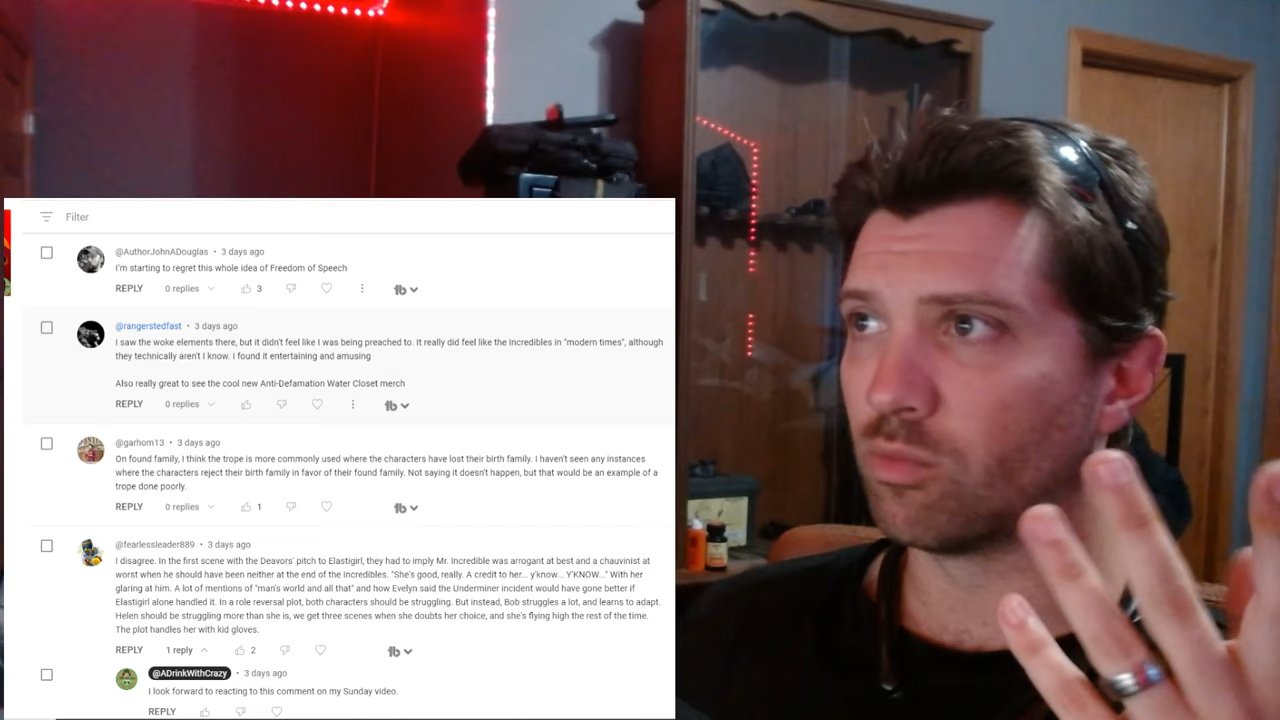 Filter
@AuthorJohnADouglas • 3 days ago
I'm starting to regret this whole idea of Freedom of Speech
REPLY 0 replies 3
@rangerstedfast • 3 days ago
I saw the woke elements there, but it didn't feel like I was being preached to. It really did feel like the Incredibles in "modern times", although
they technically aren't I know. I found it entertaining and amusing
Also really great to see the cool new Anti-Defamation Water Closet merch
REPLY 0 replies
@garhom13 • 3 days ago
On found family, I think the trope is more commonly used where the characters have lost their birth family. I haven't seen any instances
where the characters reject their birth family in favor of their found family. Not saying it doesn't happen, but that would be an example of a
trope done poorly.
REPLY 0 replies 1
@fearlessleader889 • 3 days ago
I disagree. In the first scene with the Deavors' pitch to Elastigirl, they had to imply Mr. Incredible was arrogant at best and a chauvinist at
worst when he should have been neither at the end of the Incredibles. "She's good, really. A credit to her... y'know... Y'KNOW..." With her
glaring at him. A lot of mentions of "man's world and all that" and how Evelyn said the Underminer incident would have gone better if
Elastigirl alone handled it. In a role reversal plot, both characters should be struggling. But instead, Bob struggles a lot, and learns to adapt.
Helen should be struggling more than she is, we get three scenes when she doubts her choice, and she's flying high the rest of the time.
The plot handles her with kid gloves.
REPLY 1 reply 2
@ADrinkWithCrazy • 3 days ago
I look forward to reacting to this comment on my Sunday video.
REPLY